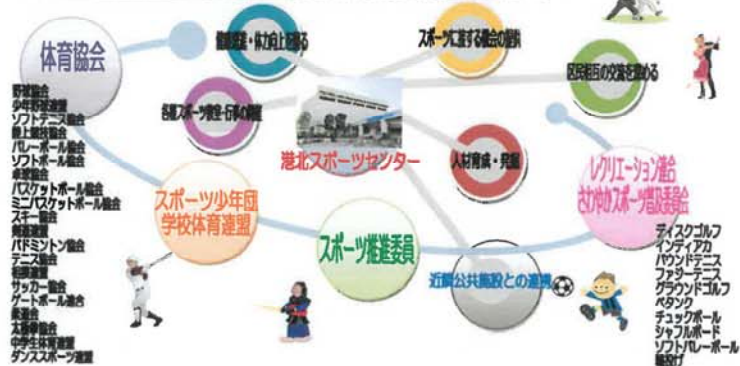 体育協会
野球協会
少年野球連盟
ソフトテニス協会
陸上競技協会
バレーボール協会
ソフトボール協会
卓球協会
バスケットボール協会
ミニバスケットボール協会
スキー協会
剣道連盟
バドミントン協会
テニス協会
相撲連盟
サッカー協会
ゲートボール連合
柔道会
太極拳協会
中学生体育連盟
ダンススポーツ連盟
健康増進・体力向上を図る
スポーツに接する機会の提供
区民相互の交流を深める
各種スポーツ教室・行事の開催
港北スポーツセンター
人材育成・発掘
スポーツ少年団
学校体育連盟
スポーツ推進委員
近隣公共施設との連携
レクリエーション連合
さわやかスポーツ普及委員会
ディスクゴルフ
インディアカ
バウンドテニス
ファジーテニス
グラウンドゴルフ
ペタンク
チュックボール
シャフルボード
ソフトバレーボール
輪投げ